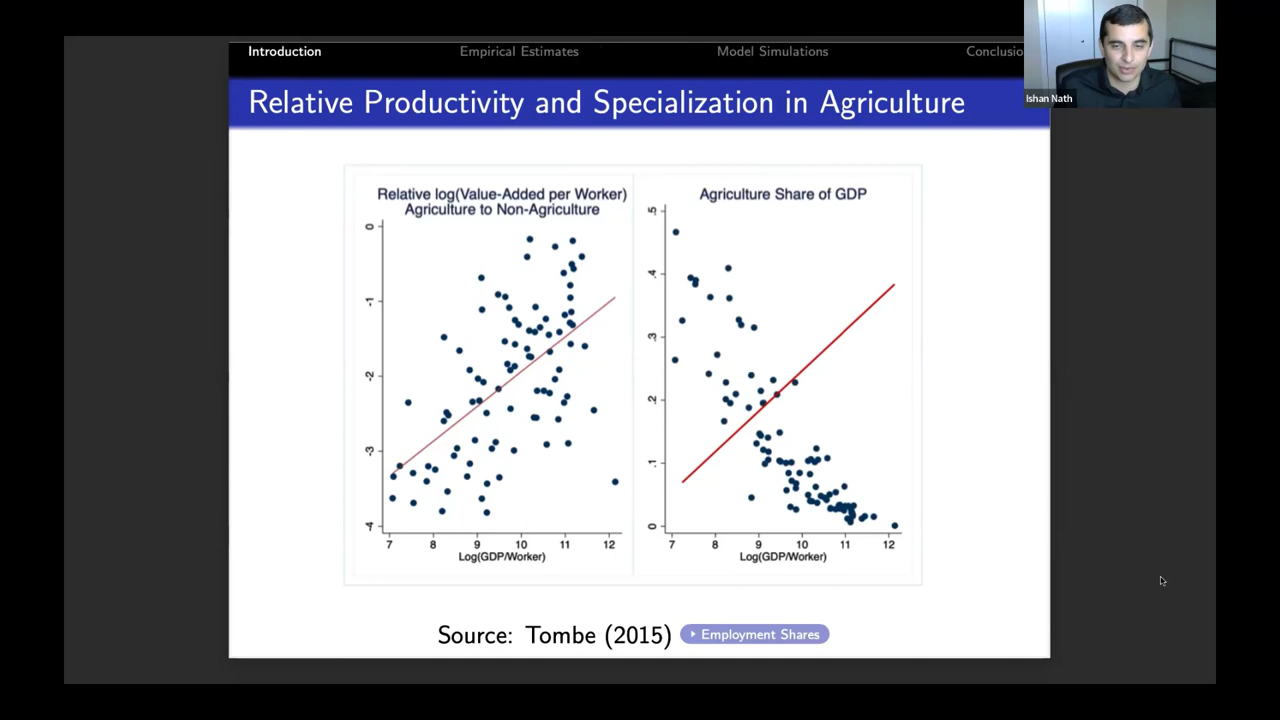 Introduction
Empirical Estimates
Model Simulations
Conclusio
Ishan Nath
Relative Productivity and Specialization in Agriculture
Relative log(Value-Added per Worker)
Agriculture to Non-Agriculture
0
-1
-2
-3
-4
7 8 9 10 11 12
Log(GDP/Worker)
Agriculture Share of GDP
.5
.4
.3
.2
.1
0
7 8 9 10 11 12
Log(GDP/Worker)
Source: Tombe (2015)
Employment Shares